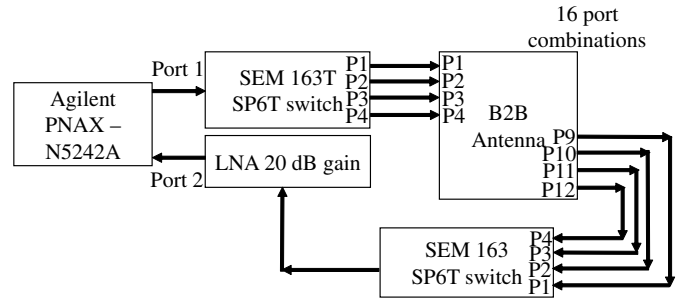 16 port
combinations
Port 1
SEM 163T
SP6T switch
P1
P2
P3
P4
P1
P2
P3
P4
Agilent
PNAX –
N5242A
B2B
Antenna
P9
P10
P11
P12
Port 2
LNA 20 dB gain
SEM 163
SP6T switch
P4
P3
P2
P1